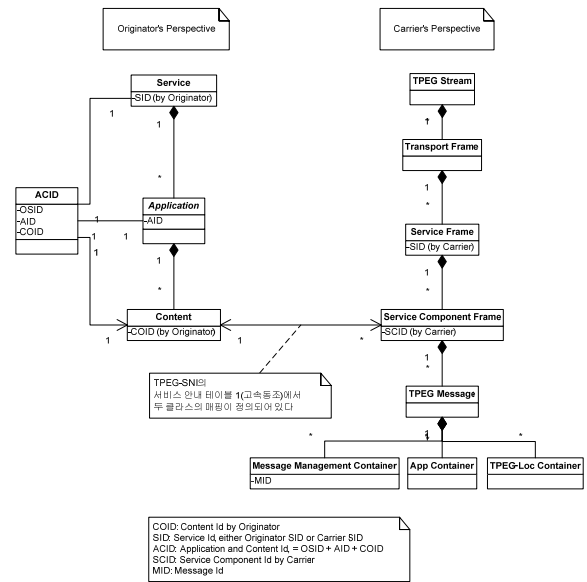 Originator's Perspective
Carrier's Perspective
Service
-SID (by Originator)
1
1
*
ACID
-OSID
-AID
-COID
1
1
1
1
Application
-AID
1
*
Content
-COID (by Originator)
1
1
*
TPEG Stream
1
*
Transport Frame
1
*
Service Frame
-SID (by Carrier)
1
*
Service Component Frame
-SCID (by Carrier)
1
*
TPEG-SNI의
서비스 안내 테이블 1(고속동조)에서
두 클라스의 매핑이 정의되어 있다
TPEG Message
1
*
*
Message Management Container
-MID
App Container
TPEG-Loc Container
COID: Content Id by Originator
SID: Service Id, either Originator SID or Carrier SID
ACID: Application and Content Id, = OSID + AID + COID
SCID: Service Component Id by Carrier
MID: Message Id